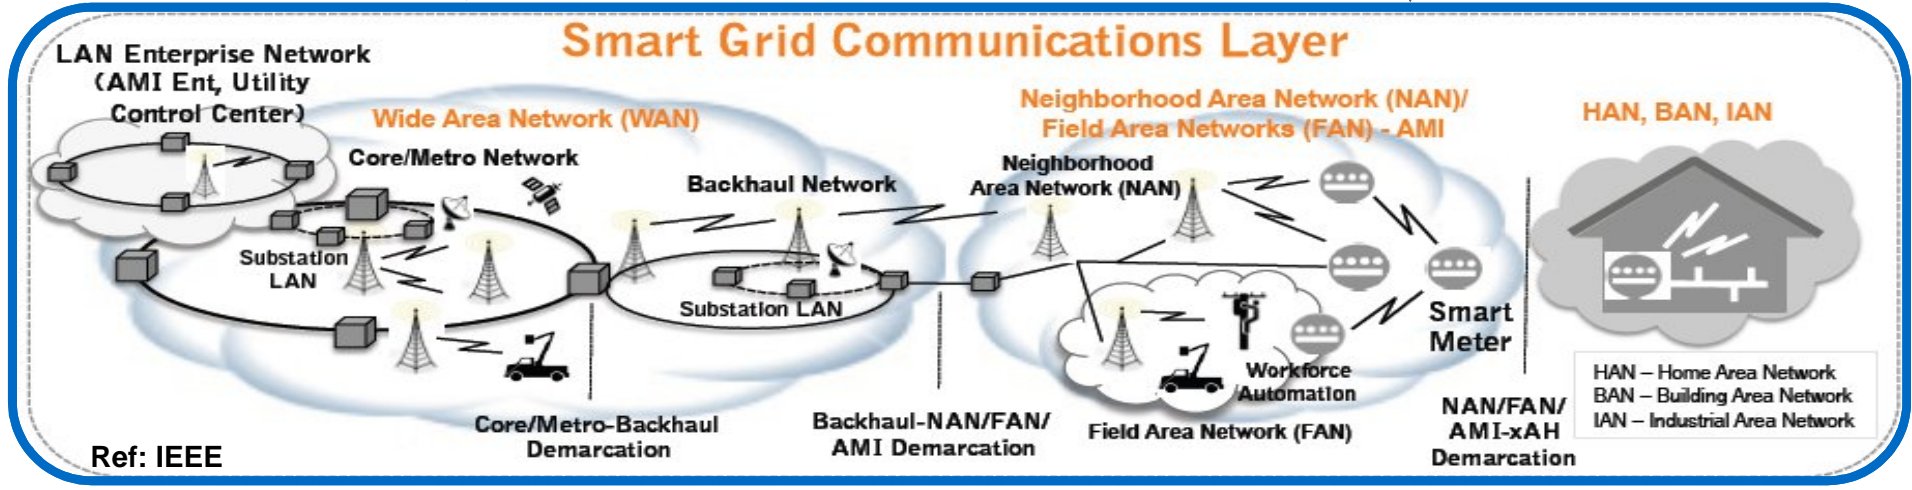 Smart Grid Communications Layer
LAN Enterprise Network
(AMI Ent, Utility
Control Center)
Wide Area Network (WAN)
Core/Metro Network
Substation
LAN
Backhaul Network
Substation LAN
Neighborhood Area Network (NAN)/
Field Area Networks (FAN) - AMI
Neighborhood
Area Network (NAN)
Smart
Meter
Workforce
Automation
Field Area Network (FAN)
HAN, BAN, IAN
HAN – Home Area Network
BAN – Building Area Network
IAN – Industrial Area Network
Core/Metro-Backhaul
Demarcation
Backhaul-NAN/FAN/
AMI Demarcation
NAN/FAN/
AMI-xAH
Demarcation
Ref: IEEE